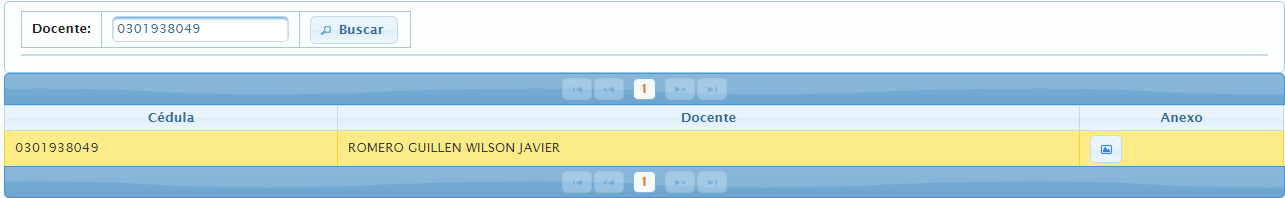 Docente: 0301938049 Buscar
1
Cédula Docente Anexo
0301938049 ROMERO GUILLEN WILSON JAVIER
1